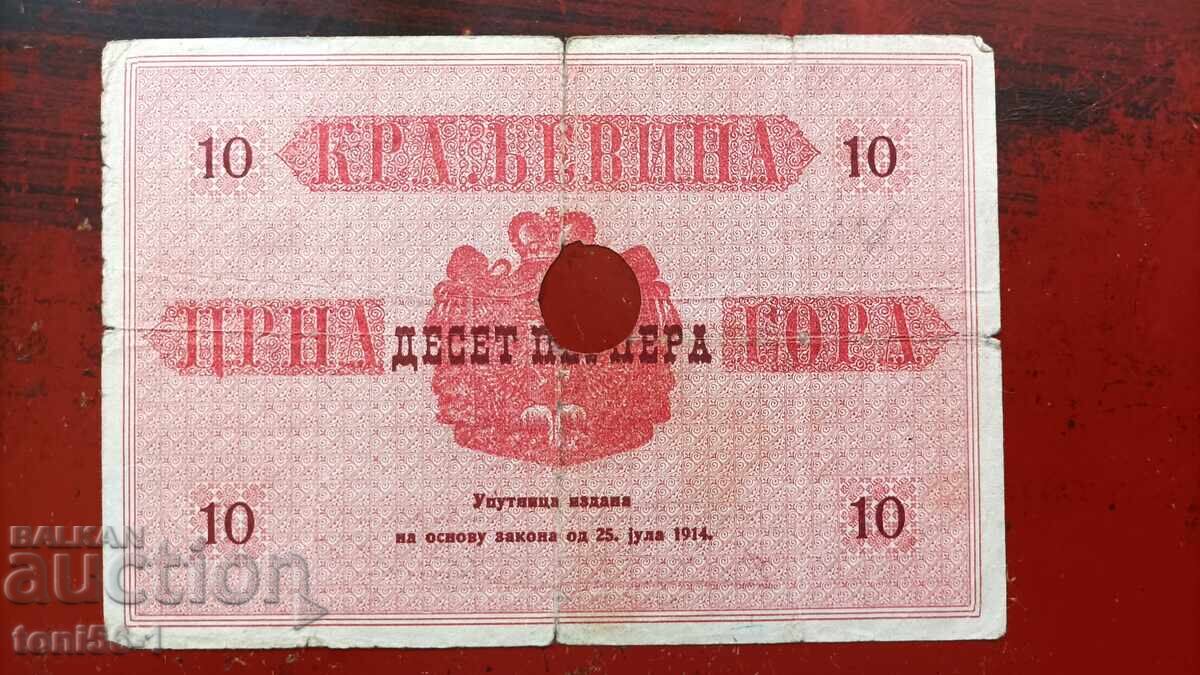 10 КРАЉЕВИНА 10
ЦРНА ДЕСЕТ ПЕРПЕРА ГОРА
Упутница издана
на основу закона од 25. јула 1914.
10 10
BALKAN
auction
toni56-1